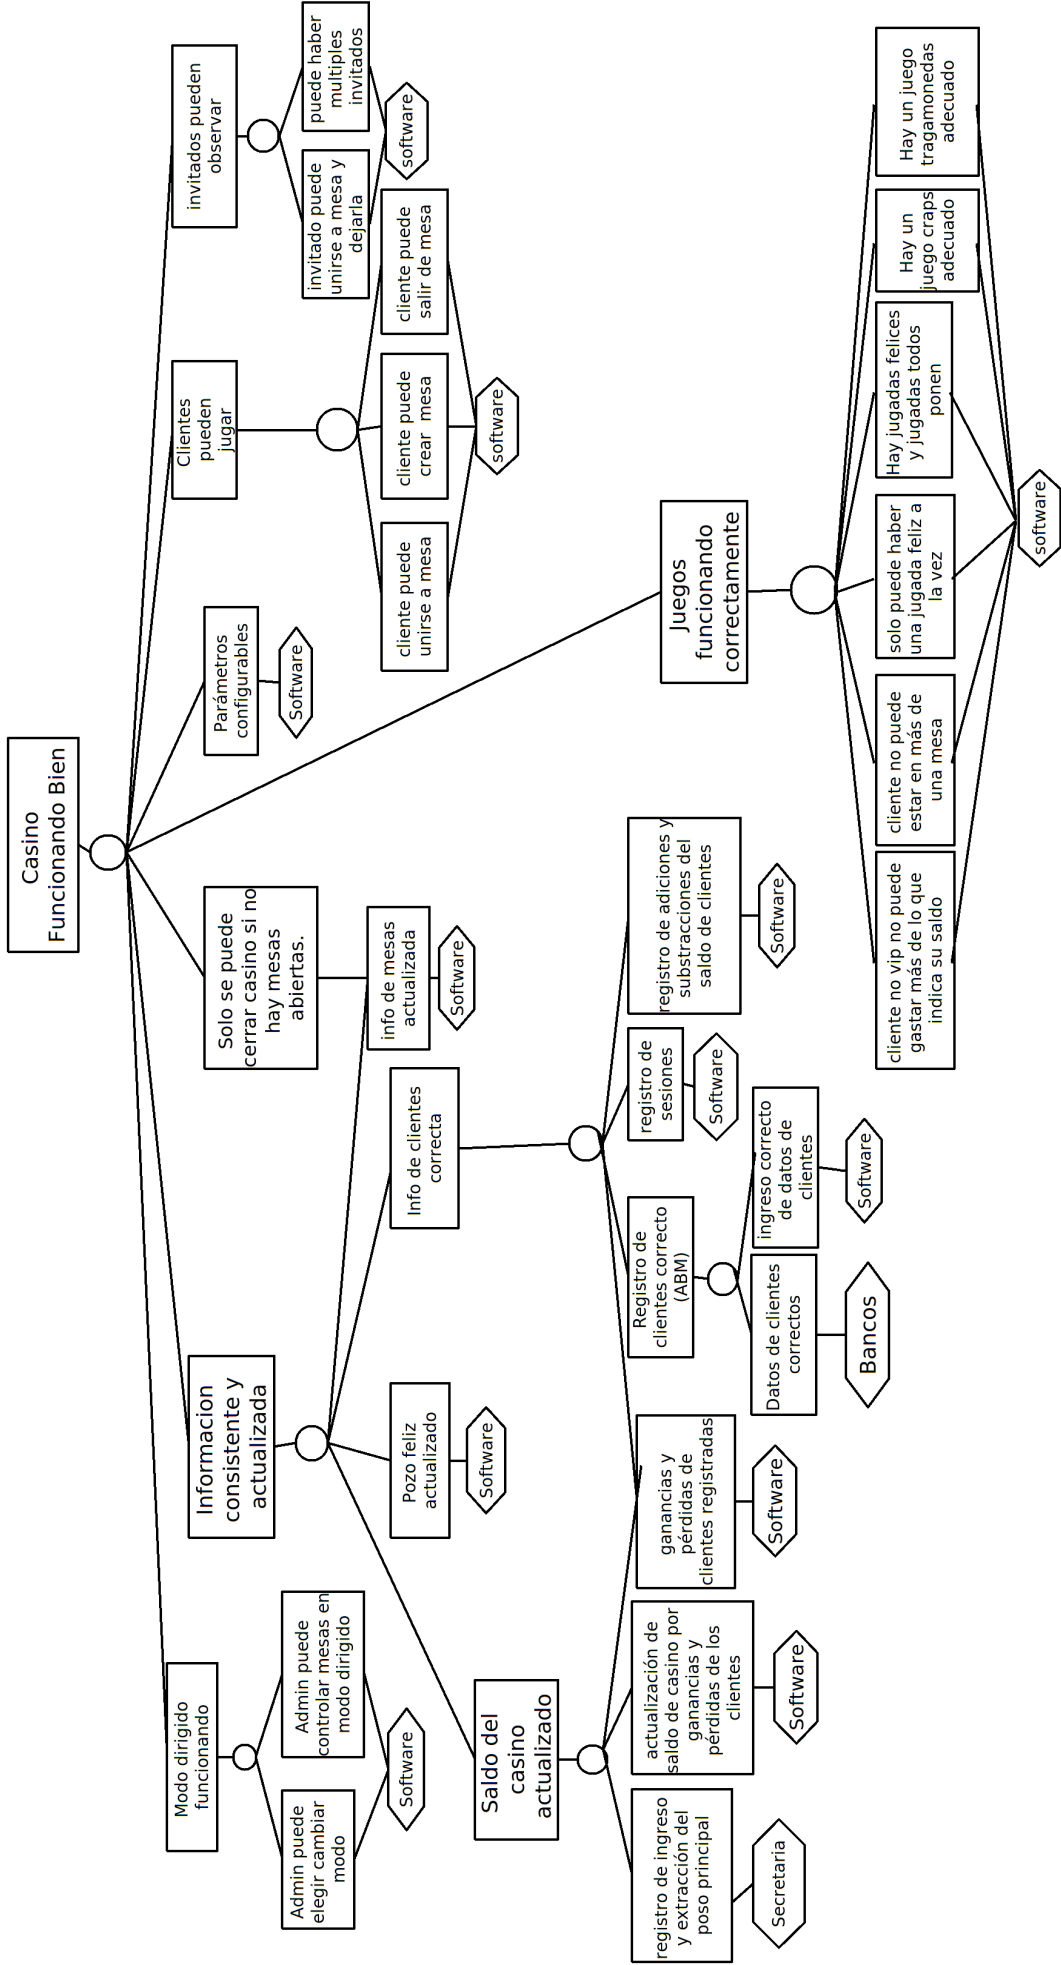 Casino
Funcionando Bien
Modo dirigido
funcionando
Admin puede
elegir cambiar
modo
Admin puede
controlar mesas en
modo dirigido
Software
Informacion
consistente y
actualizada
Solo se puede
cerrar casino si no
hay mesas
abiertas.
Parámetros
configurables
Software
Clientes
pueden
jugar
invitados pueden
observar
invitado puede
unirse a mesa y
dejarla
puede haber
multiples
invitados
software
cliente puede
unirse a mesa
cliente puede
crear mesa
cliente puede
salir de mesa
software
Saldo del
casino
actualizado
Pozo feliz
actualizado
Software
Info de clientes
correcta
info de mesas
actualizada
Software
registro de ingreso
y extracción del
poso principal
Secretaria
actualización de
saldo de casino por
ganancias y
pérdidas de los
clientes
Software
ganancias y
pérdidas de
clientes registradas
Software
Registro de
clientes correcto
(ABM)
Datos de clientes
correctos
Bancos
ingreso correcto
de datos de
clientes
Software
registro de
sesiones
Software
registro de adiciones y
substracciones del
saldo de clientes
Software
Juegos
funcionando
correctamente
cliente no vip no puede
gastar más de lo que
indica su saldo
cliente no puede
estar en más de
una mesa
solo puede haber
una jugada feliz a
la vez
Hay jugadas felices
y jugadas todos
ponen
Hay un
juego craps
adecuado
Hay un juego
tragamonedas
adecuado
software